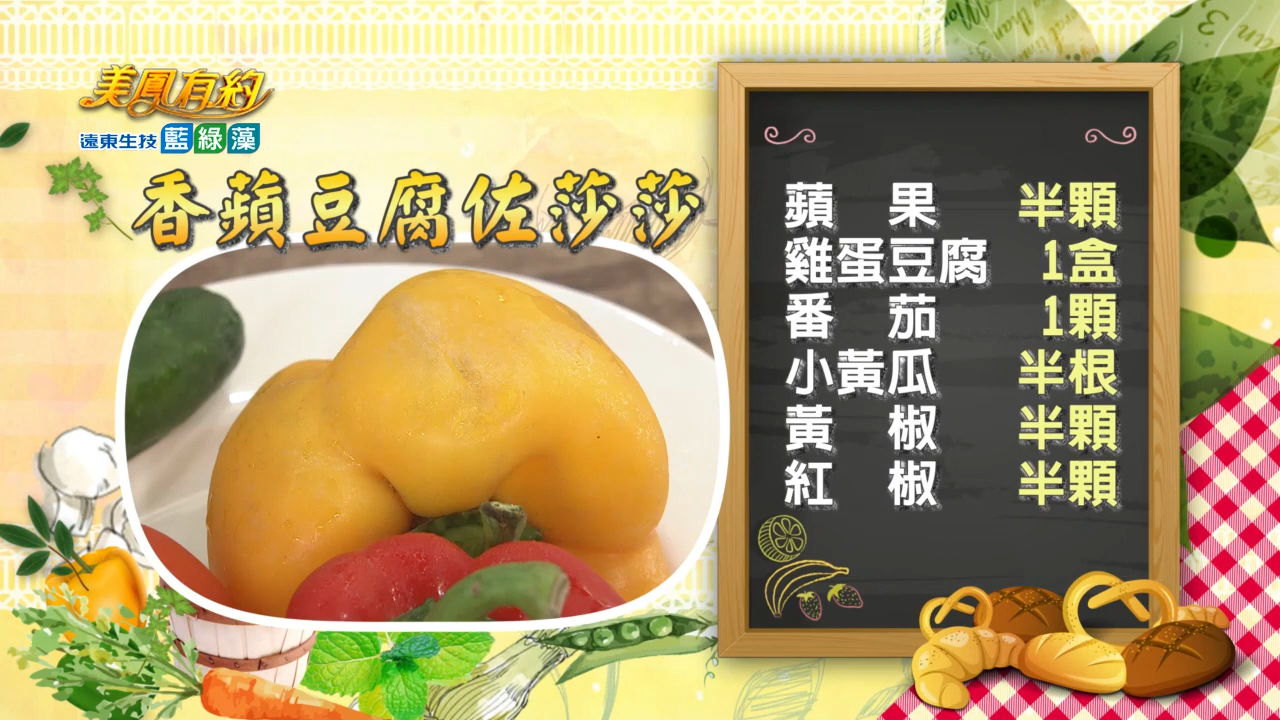 美鳳有約
遠東生技藍綠藻
香蘋豆腐佐莎莎
蘋果 半顆
雞蛋豆腐 1盒
番茄 1顆
小黃瓜 半根
黃椒 半顆
紅椒 半顆